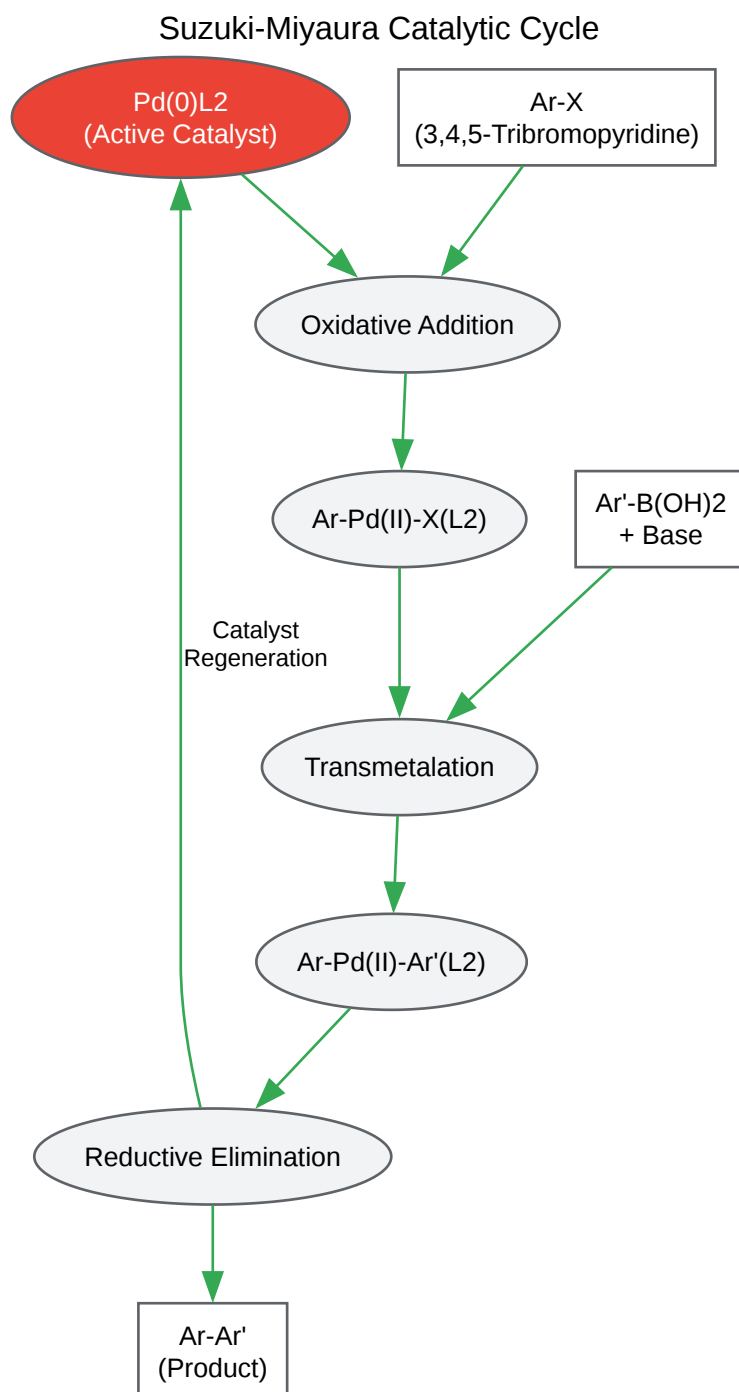 Suzuki-Miyaura Catalytic Cycle
Pd(0)L2
(Active Catalyst)
Ar-X
(3,4,5-Tribromopyridine)
Oxidative Addition
Ar-Pd(II)-X(L2)
Ar'-B(OH)2
+ Base
Catalyst
Regeneration
Transmetalation
Ar-Pd(II)-Ar'(L2)
Reductive Elimination
Ar-Ar'
(Product)